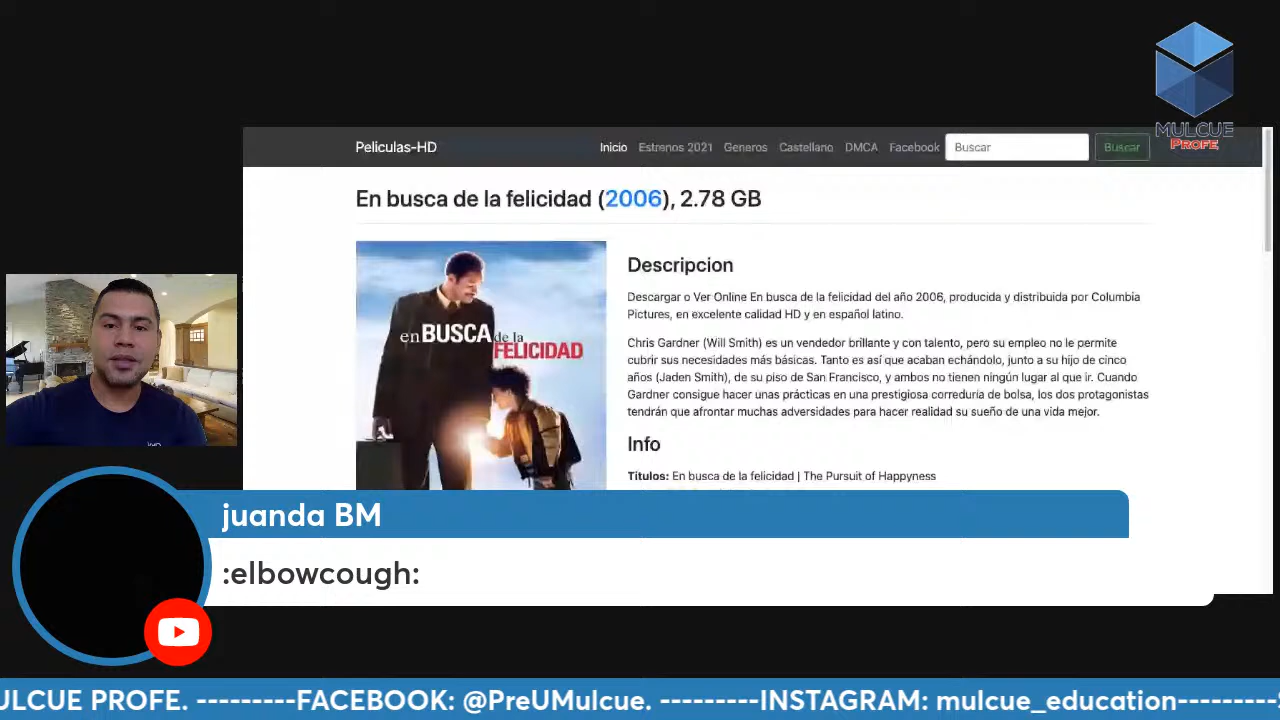 MULCUE
PROFE
Peliculas-HD
Inicio Estrenos 2021 Generos Castellano DMCA Facebook Buscar Buscar
En busca de la felicidad (2006), 2.78 GB
en BUSCA de la
FELICIDAD
Descripcion
Descargar o Ver Online En busca de la felicidad del año 2006, producida y distribuida por Columbia
Pictures, en excelente calidad HD y en español latino.
Chris Gardner (Will Smith) es un vendedor brillante y con talento, pero su empleo no le permite
cubrir sus necesidades más básicas. Tanto es así que acaban echándolo, junto a su hijo de cinco
años (Jaden Smith), de su piso de San Francisco, y ambos no tienen ningún lugar al que ir. Cuando
Gardner consigue hacer unas prácticas en una prestigiosa correduría de bolsa, los dos protagonistas
tendrán que afrontar muchas adversidades para hacer realidad su sueño de una vida mejor.
Info
Títulos: En busca de la felicidad | The Pursuit of Happyness
juanda BM
:elbowcough:
ULCUE PROFE. ---------FACEBOOK: @PreUMulcue. ---------INSTAGRAM: mulcue_education---------